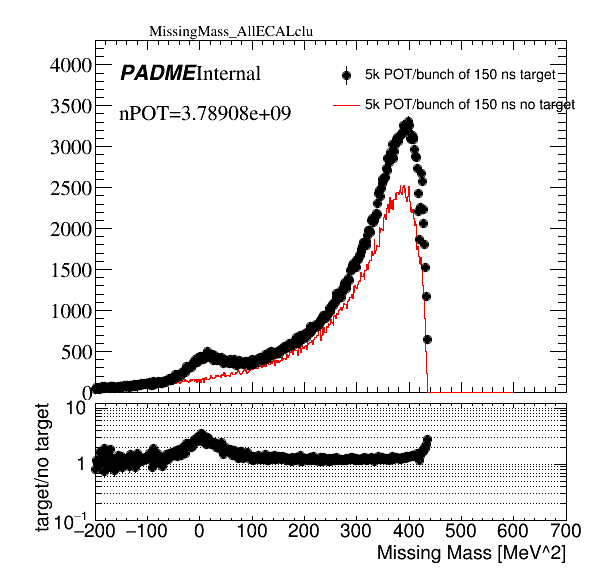 MissingMass_AllECALclu
PADME Internal
nPOT=3.78908e+09
5k POT/bunch of 150 ns target
5k POT/bunch of 150 ns no target
4000
3500
3000
2500
2000
1500
1000
500
0
target/no target
10
1
10^−1
−200 −100 0 100 200 300 400 500 600 700
Missing Mass [MeV^2]